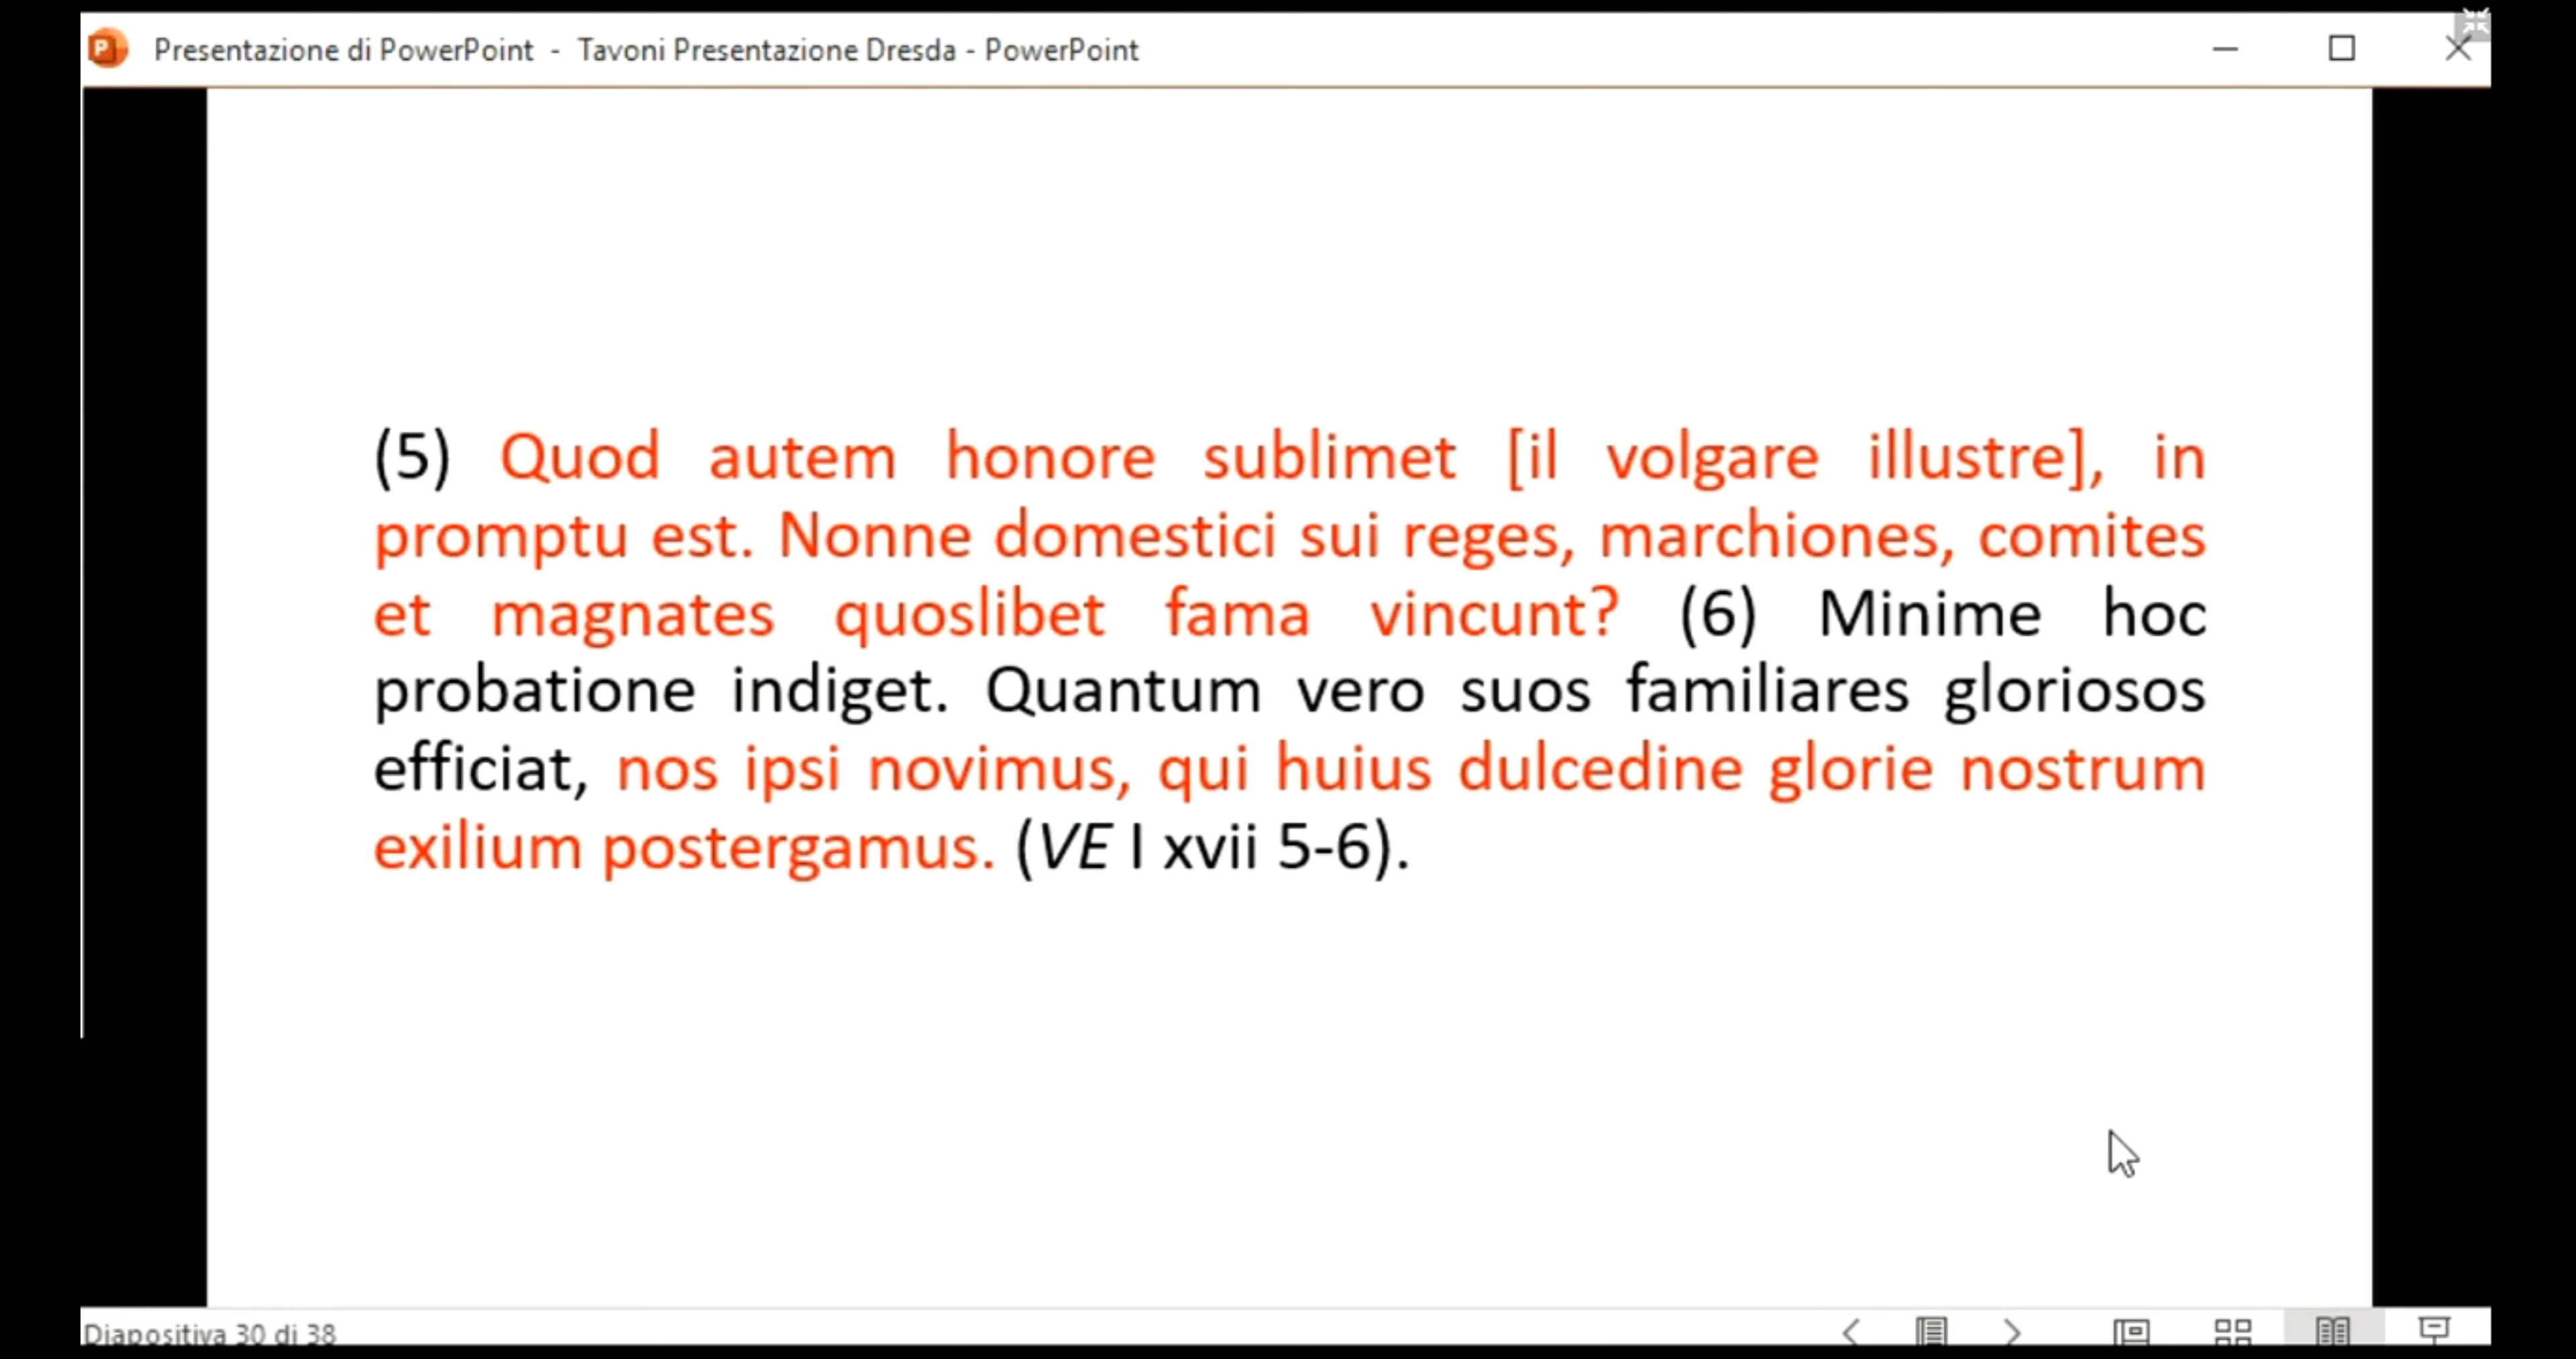 Presentazione di PowerPoint - Tavoni Presentazione Dresda - PowerPoint
(5) Quod autem honore sublimet [il volgare illustre], in
promptu est. Nonne domestici sui reges, marchiones, comites
et magnates quoslibet fama vincunt? (6) Minime hoc
probatione indiget. Quantum vero suos familiares gloriosos
efficiat, nos ipsi novimus, qui huius dulcedine glorie nostrum
exilium postergamus. (VE I xvii 5-6).
Diapositiva 30 di 38